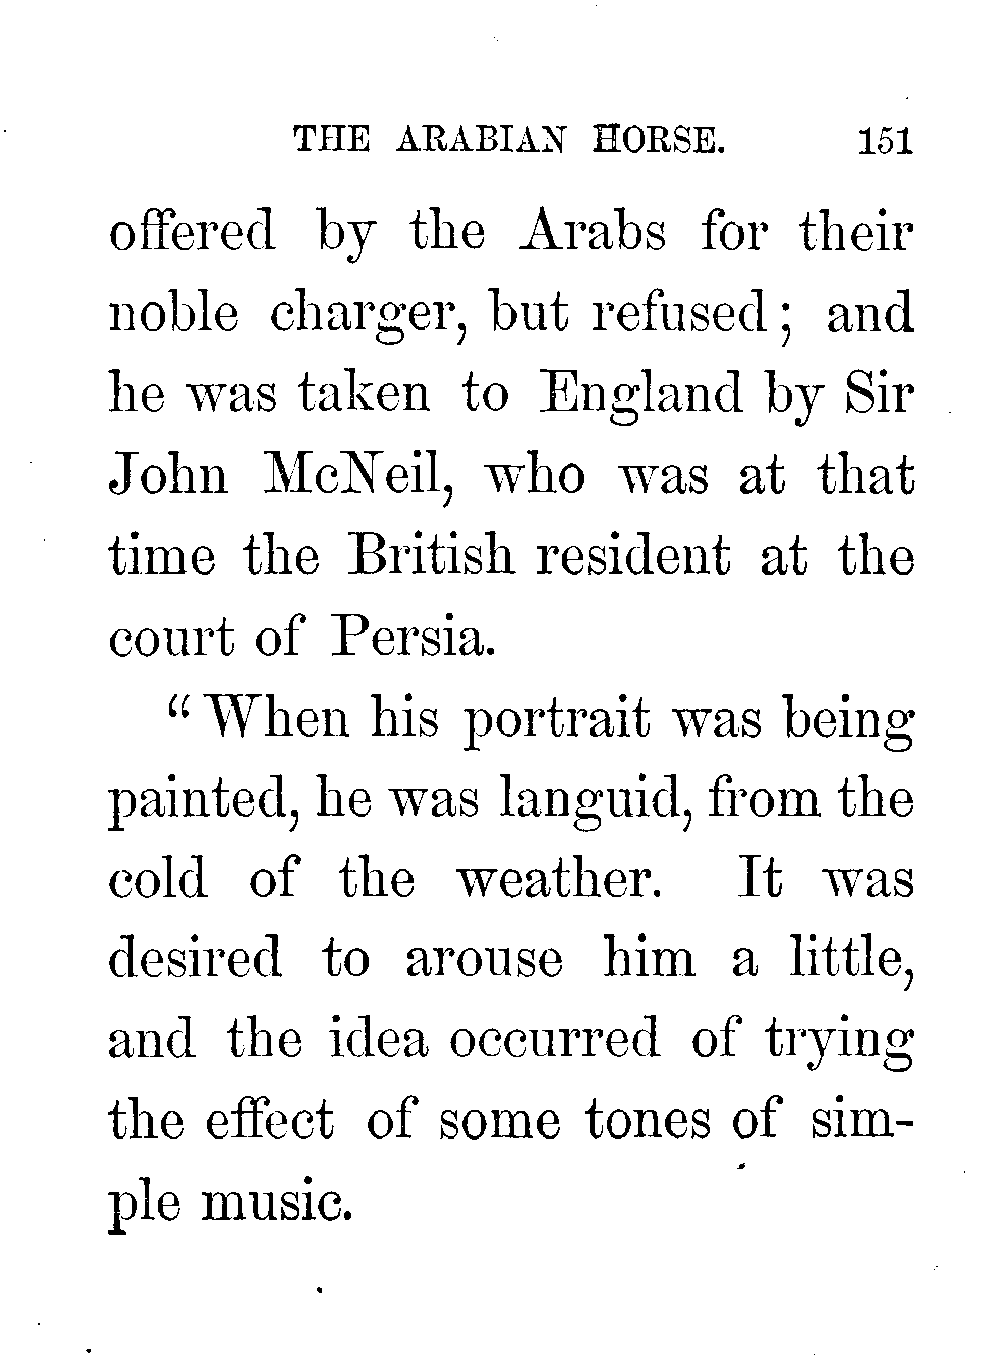 THE ARABIAN HORSE. 151
offered by the Arabs for their
noble charger, but refused; and
he was taken to England by Sir
John McNeil, who was at that
time the British resident at the
court of Persia.
“When his portrait was being
painted, he was languid, from the
cold of the weather. It was
desired to arouse him a little,
and the idea occurred of trying
the effect of some tones of sim-
ple music.